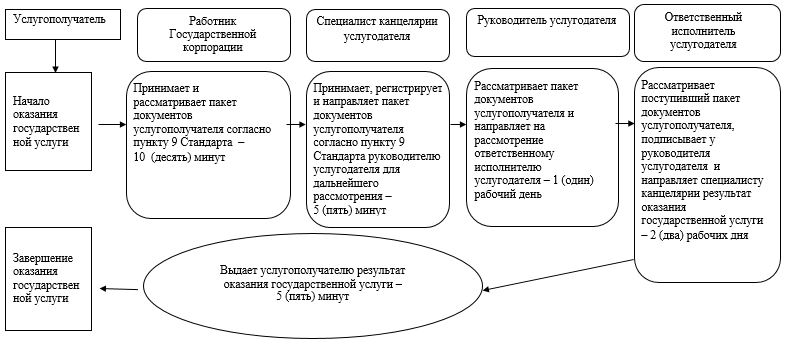 Услугополучатель
Работник
Государственной
корпорации
Специалист канцелярии
услугодателя
Руководитель услугодателя
Ответственный
исполнитель
услугодателя
Начало
оказания
государствен
ной услуги
Принимает и
рассматривает пакет
документов
услугополучателя согласно
пункту 9 Стандарта –
10 (десять) минут
Принимает, регистрирует
и направляет пакет
документов
услугополучателя
согласно пункту 9
Стандарта руководителю
услугодателя для
дальнейшего
рассмотрения –
5 (пять) минут
Рассматривает пакет
документов
услугополучателя и
направляет на
рассмотрение
ответственному
исполнителю
услугодателя – 1 (один)
рабочий день
Рассматривает
поступивший пакет
документов
услугополучателя,
подписывает у
руководителя
услугодателя и
направляет специалисту
канцелярии результат
оказания
государственной услуги
– 2 (два) рабочих дня
Завершение
оказания
государствен
ной услуги
Выдает услугополучателю результат
оказания государственной услуги –
5 (пять) минут